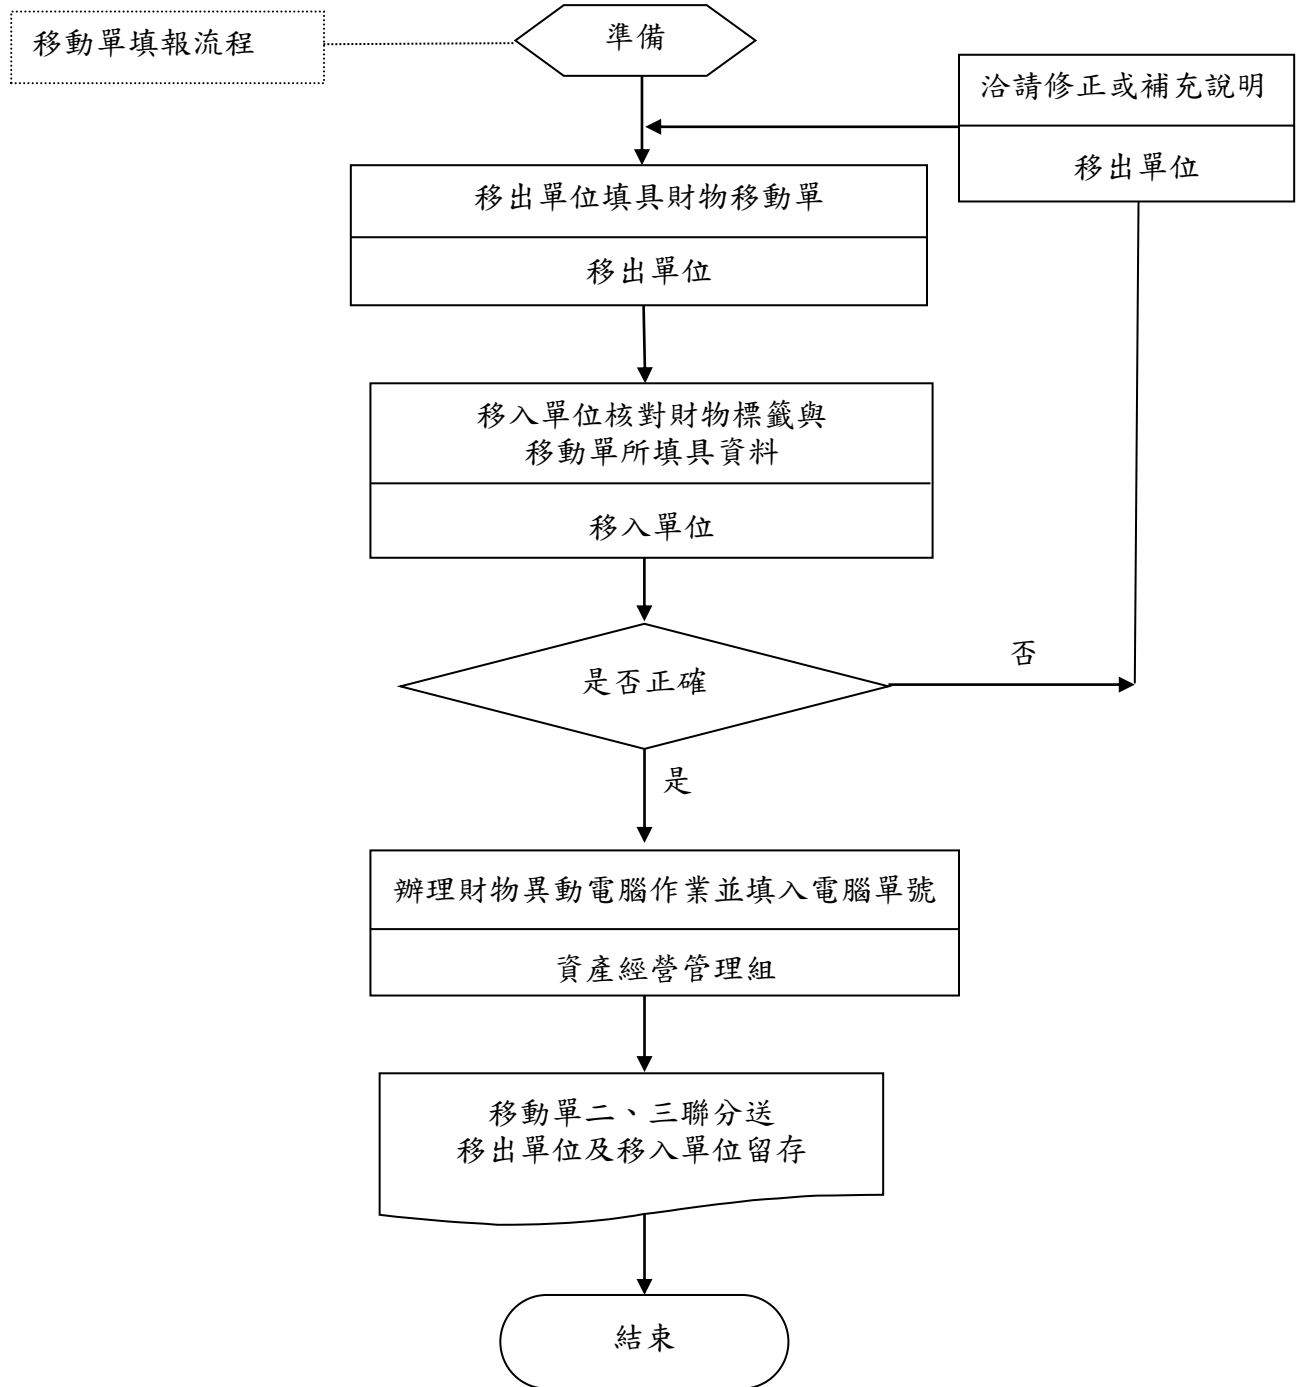 移動單填報流程
準備
洽請修正或補充說明
移出單位
移出單位填具財物移動單
移出單位
移入單位核對財物標籤與
移動單所填具資料
移入單位
是否正確
否
是
辦理財物異動電腦作業並填入電腦單號
資產經營管理組
移動單二、三聯分送
移出單位及移入單位留存
結束